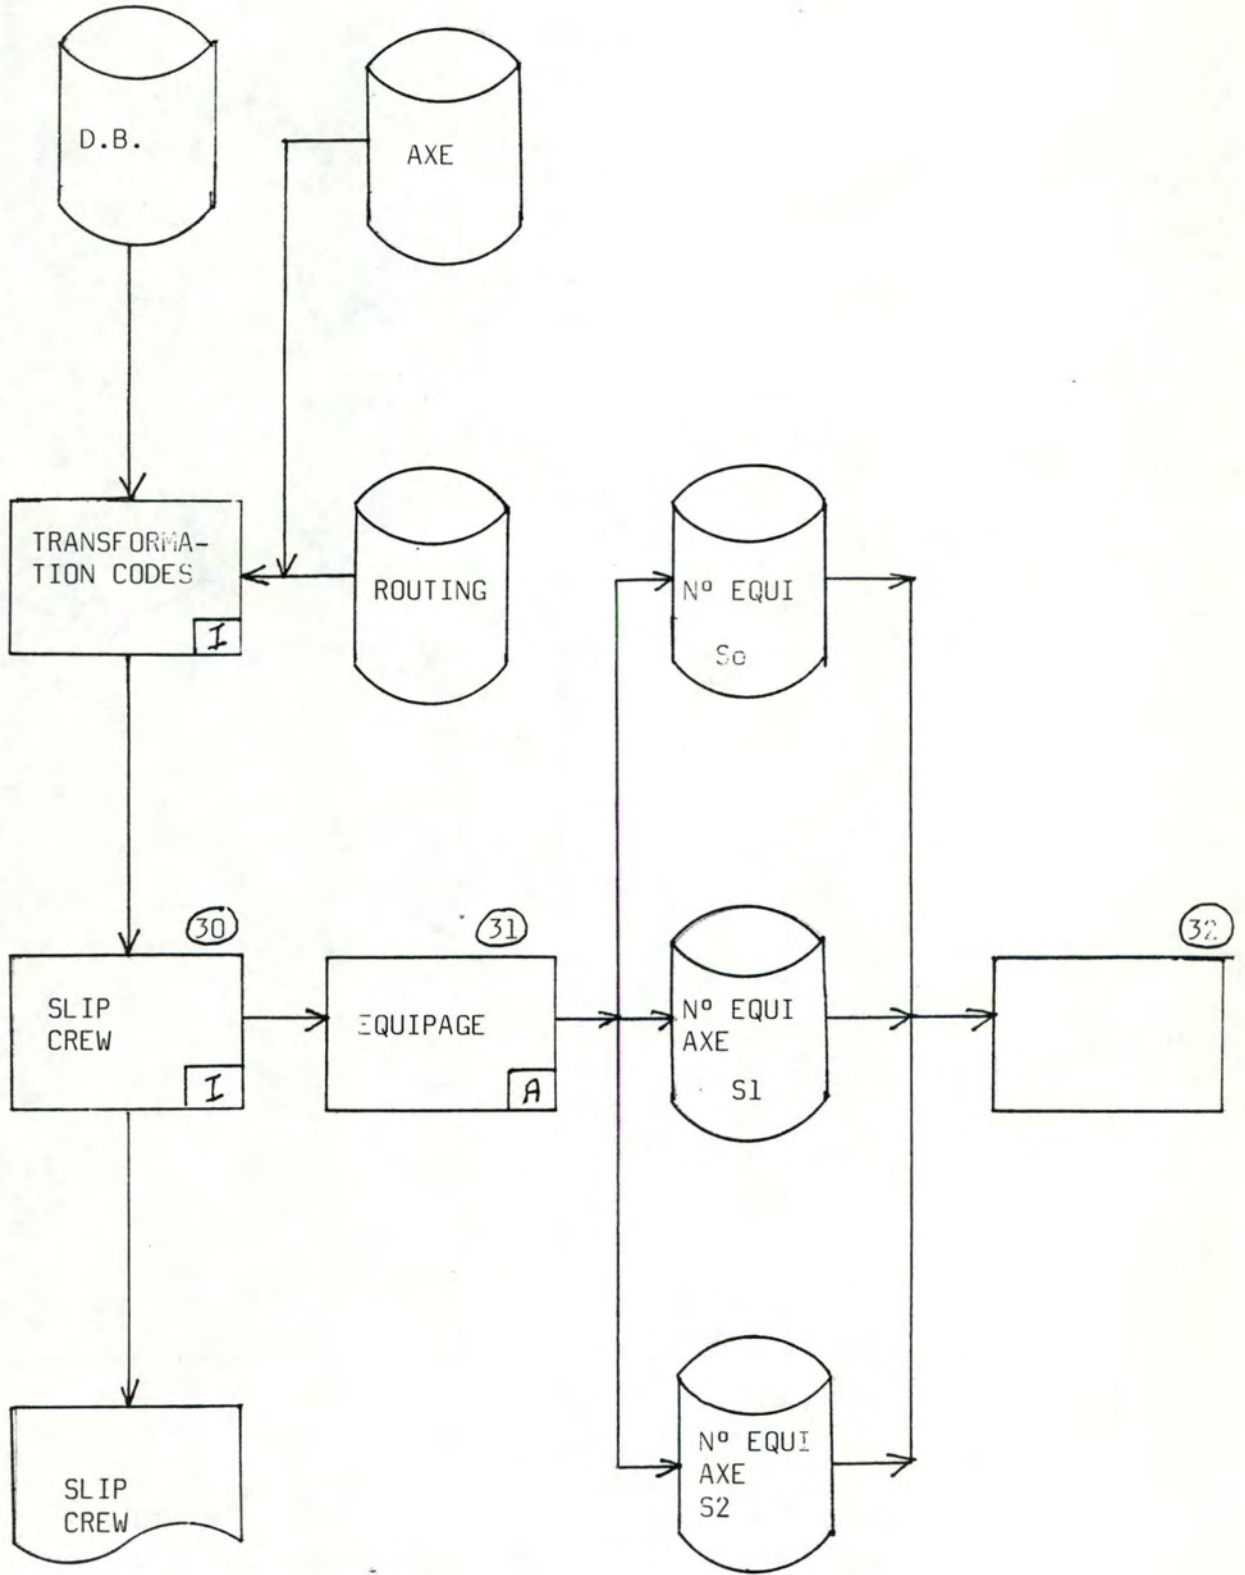 D.B.
AXE
TRANSFORMA-
TION CODES
I
ROUTING
Nº EQUI
So
30
31
32
SLIP
CREW
I
EQUIPAGE
A
Nº EQUI
AXE
S1
SLIP
CREW
Nº EQUI
AXE
S2